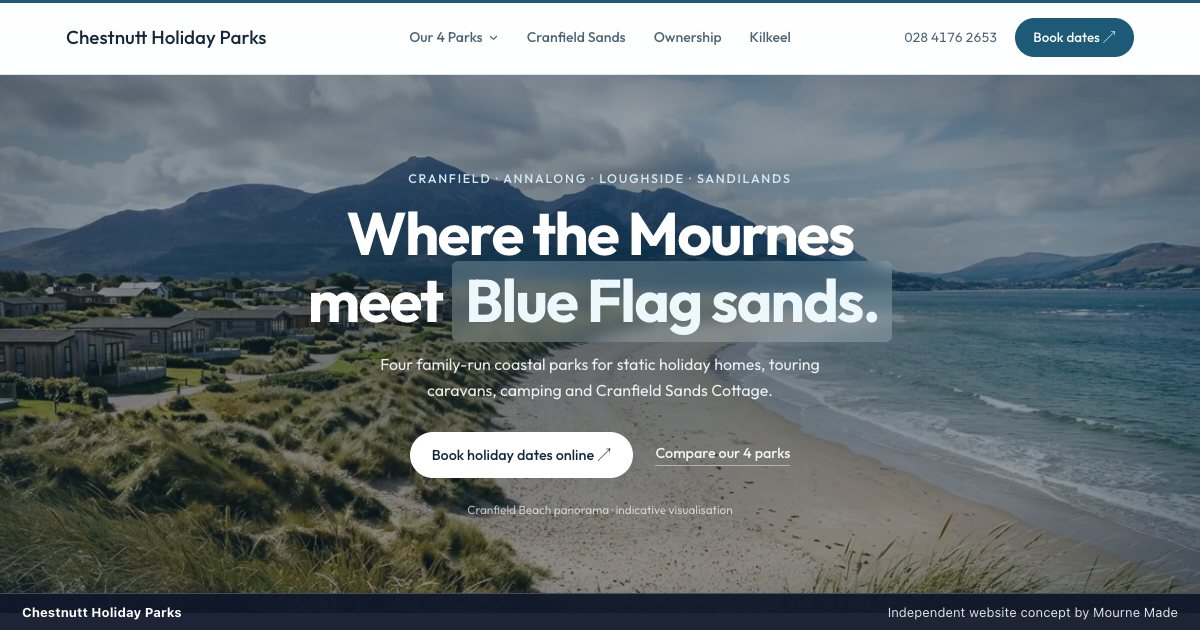 Chestnutt Holiday Parks
Our 4 Parks
Cranfield Sands
Ownership
Kilkeel
028 4176 2653
Book dates ↗
CRANFIELD · ANNALONG · LOUGHSIDE · SANDILANDS
Where the Mournes
meet Blue Flag sands.
Four family-run coastal parks for static holiday homes, touring
caravans, camping and Cranfield Sands Cottage.
Book holiday dates online ↗
Compare our 4 parks
Cranfield Beach panorama · indicative visualisation
Chestnutt Holiday Parks
Independent website concept by Mourne Made